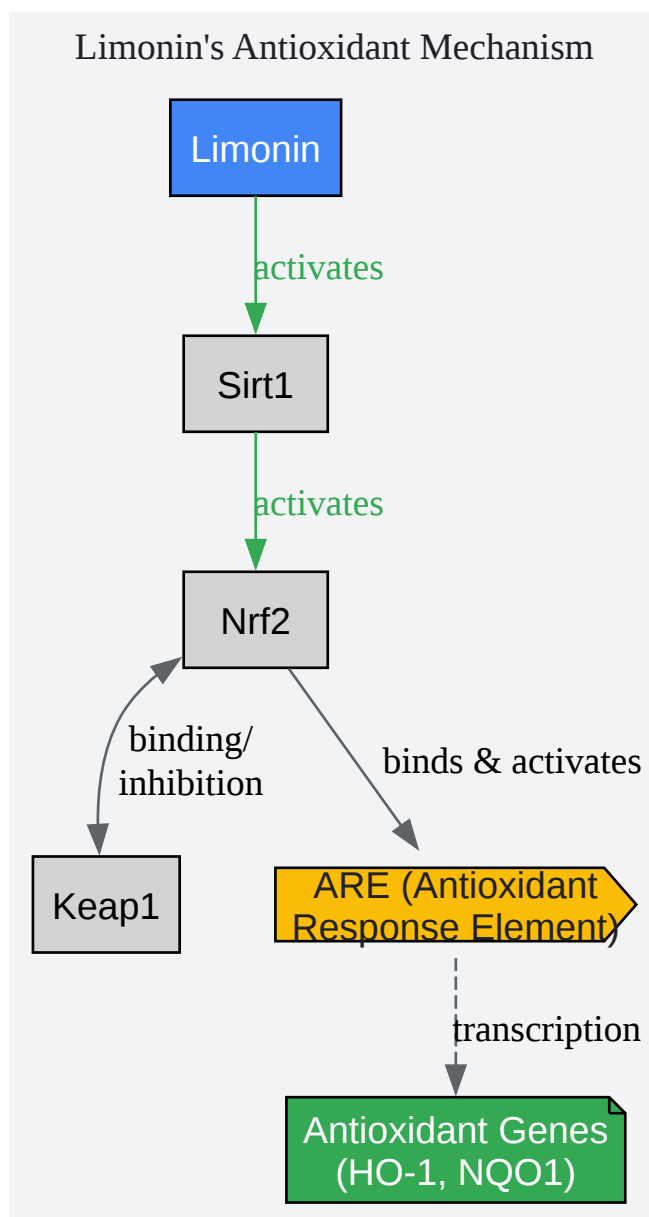 Limonin's Antioxidant Mechanism
Limonin
activates
Sirt1
activates
Nrf2
binding/
inhibition
binds & activates
Keap1
ARE (Antioxidant
Response Element)
transcription
Antioxidant Genes
(HO-1, NQO1)